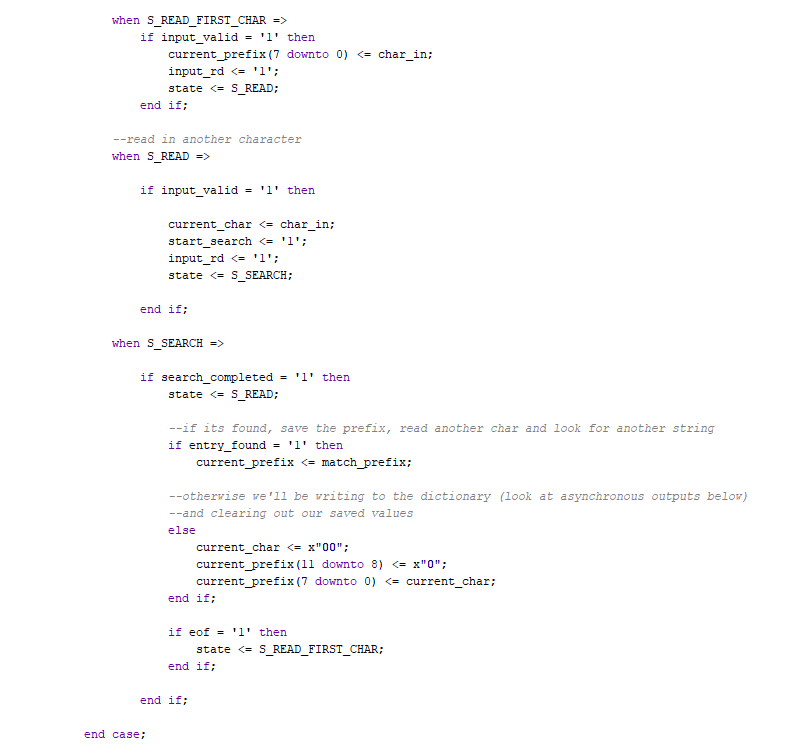 when S_READ_FIRST_CHAR =>
if input_valid = '1' then
current_prefix(7 downto 0) <= char_in;
input_rd <= '1';
state <= S_READ;
end if;
--read in another character
when S_READ =>
if input_valid = '1' then
current_char <= char_in;
start_search <= '1';
input_rd <= '1';
state <= S_SEARCH;
end if;
when S_SEARCH =>
if search_completed = '1' then
state <= S_READ;
--if its found, save the prefix, read another char and look for another string
if entry_found = '1' then
current_prefix <= match_prefix;
--otherwise we'll be writing to the dictionary (look at asynchronous outputs below)
--and clearing out our saved values
else
current_char <= x"00";
current_prefix(11 downto 8) <= x"0";
current_prefix(7 downto 0) <= current_char;
end if;
if eof = '1' then
state <= S_READ_FIRST_CHAR;
end if;
end if;
end case;